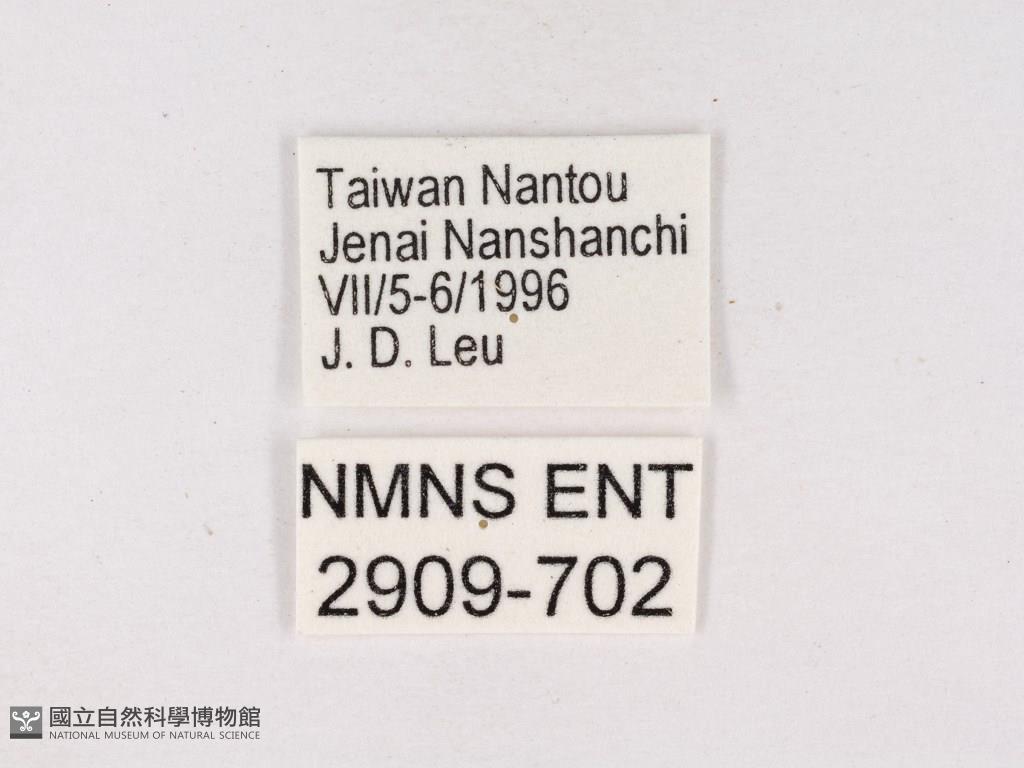 Taiwan Nantou
Jenai Nanshanchi
VII/5-6/1996
J. D. Leu
NMNS ENT
2909-702
國立自然科學博物館
NATIONAL MUSEUM OF NATURAL SCIENCE